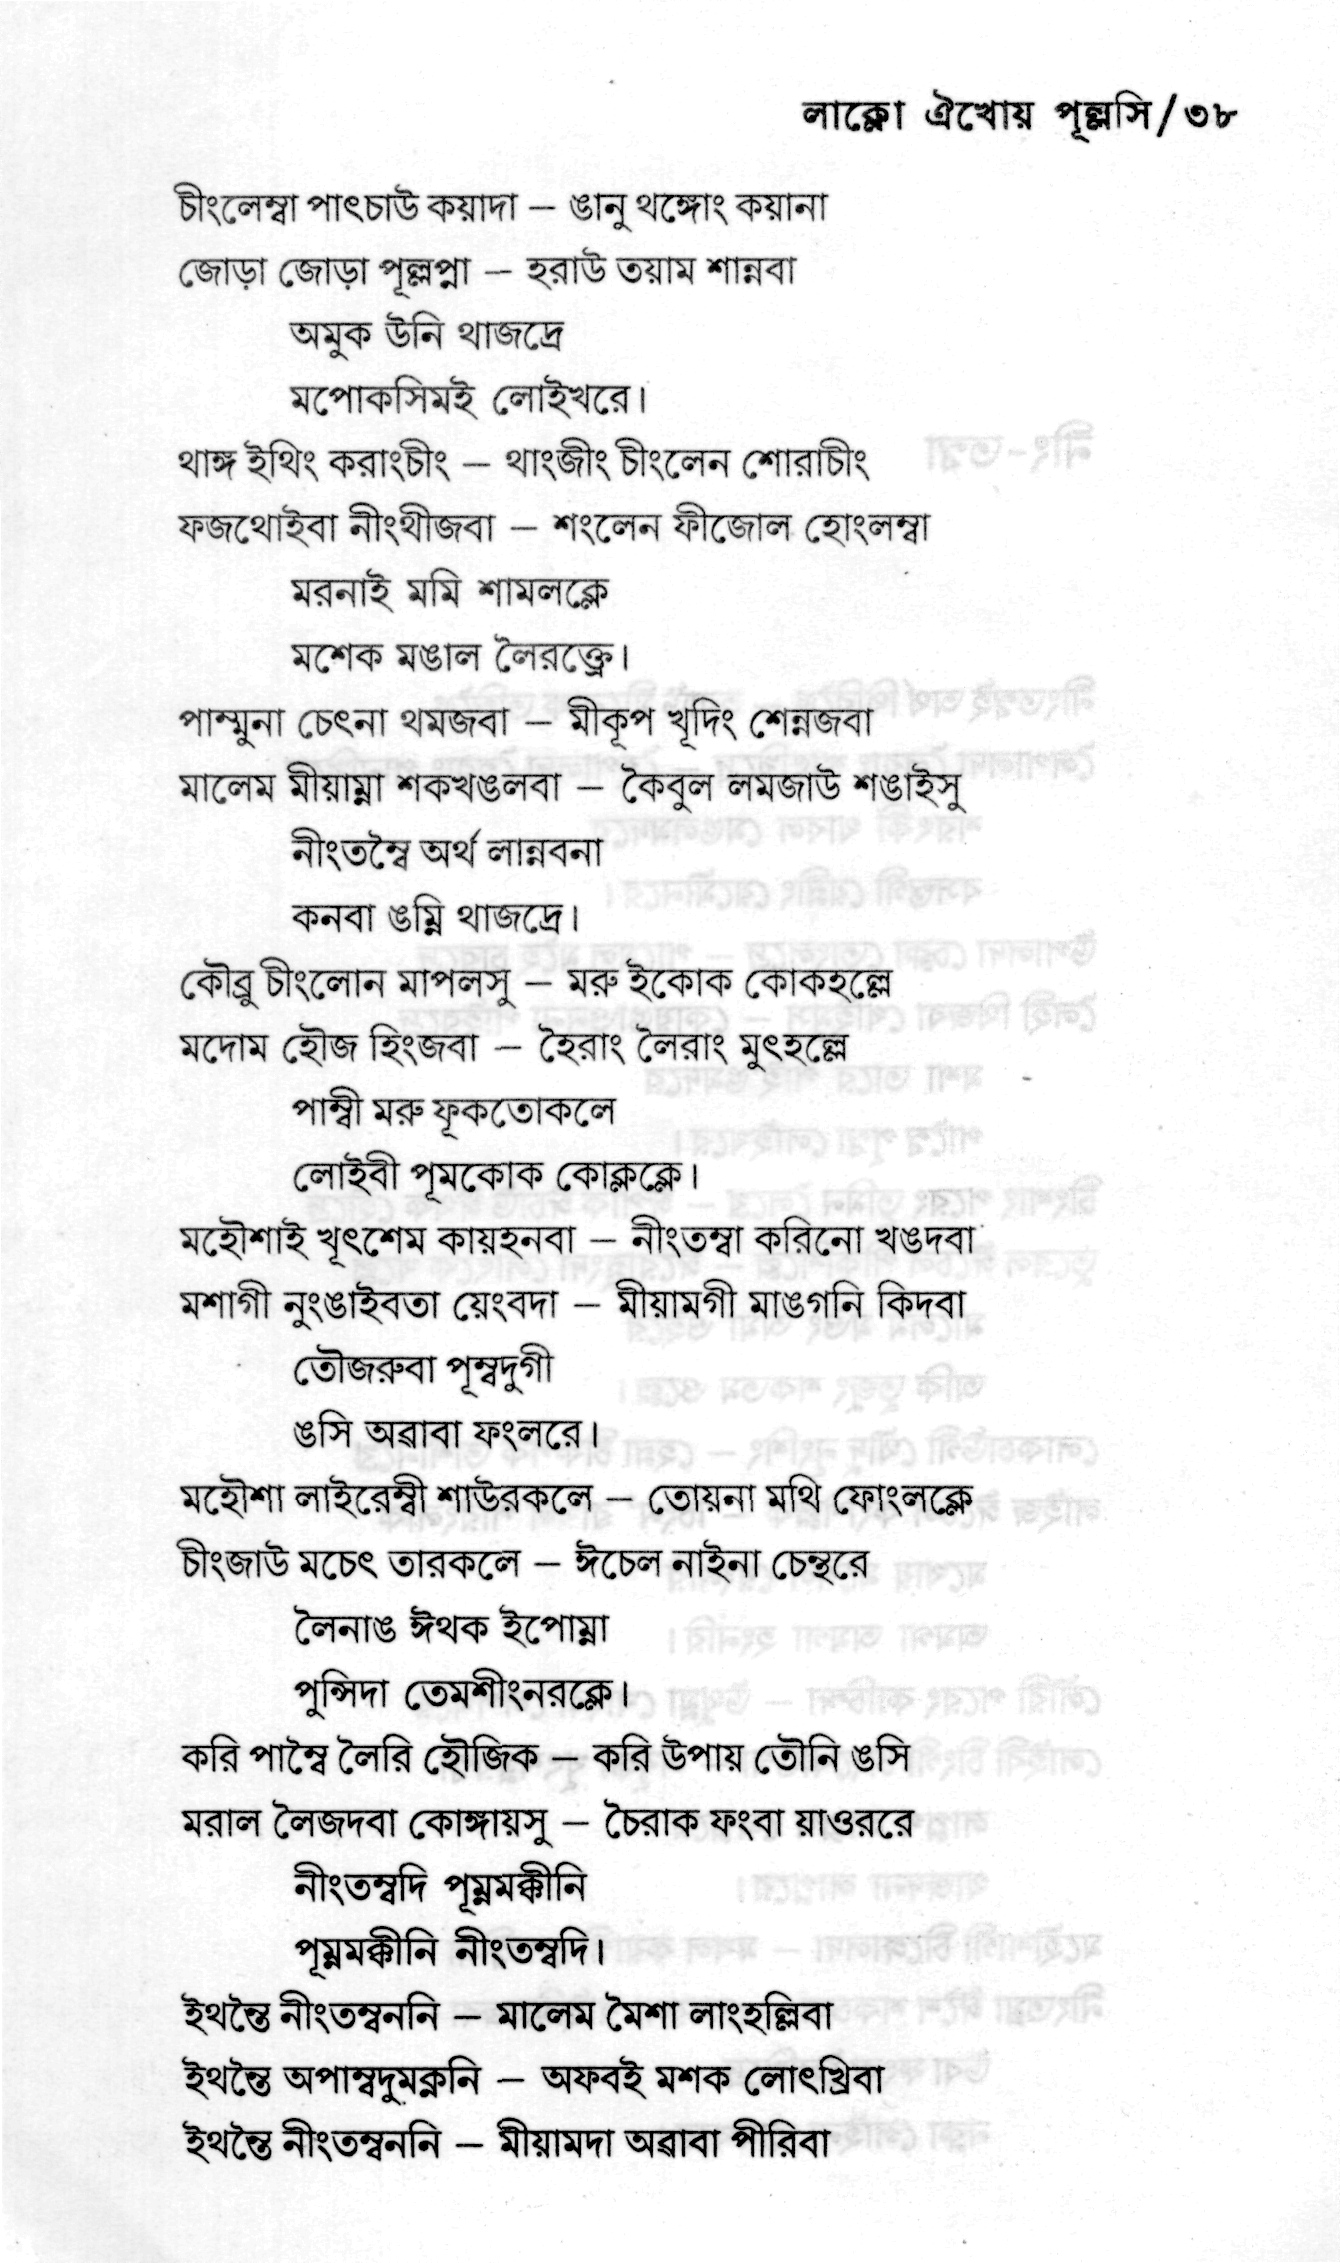 লাক্লো ঐখোয় পূল্লসি/৩৮
চীংলেম্বা পাৎচাউ কয়াদা – ঙানু থঙ্গোং কয়ানা
জোড়া জোড়া পূল্লপ্না – হরাউ তয়াম শান্নবা
অমুক উনি থাজদ্রে
মপোকসিমই লোইখরে।
থাঙ্গ ইথিং করাংচীং – থাংজীং চীংলেন শোরাচীং
ফজথোইবা নীংথীজবা – শংলেন ফীজোল হোংলম্বা
মরনাই মমি শামলক্লে
মশেক মঙাল লৈরক্ত্রে।
পাম্মুনা চেৎনা থমজবা – মীকূপ খূদিং শেন্নজবা
মালেম মীয়াম্না শকখঙলবা – কৈবুল লমজাউ শঙাইসু
নীংতম্বৈ অর্থ লান্নবনা
কনবা ঙম্নি থাজদ্রে।
কৌব্রু চীংলোন মাপলসু – মরু ইকোক কোকহল্লে
মদোম হৌজ হিংজবা – হৈরাং লৈরাং মুৎহল্লে
পাম্বী মরু ফূকতোকলে
লোইবী পূমকোক কোক্লক্লে।
মহৌশাই খূৎশেম কায়হনবা – নীংতম্বা করিনো খঙদবা
মশাগী নুংঙাইবতা য়েংবদা – মীয়ামগী মাঙগনি কিদবা
তৌজরুবা পূম্বদুগী
ঙসি অৱাবা ফংলরে।
মহৌশা লাইরেম্বী শাউরকলে – তোয়না মথি ফোংলক্লে
চীংজাউ মচেৎ তারকলে – ঈচেল নাইনা চেন্থরে
লৈনাঙ ঈথক ইপোম্না
পুন্সিদা তেমশীংনরক্লে।
করি পাম্বৈ লৈরি হৌজিক – করি উপায় তৌনি ঙসি
মরাল লৈজদবা কোঙ্গায়সু – চৈরাক ফংবা য়াওররে
নীংতম্বদি পূম্নমক্কীনি
পূম্নমক্কীনি নীংতম্বদি।
ইথন্তৈ নীংতম্বননি – মালেম মৈশা লাংহল্লিবা
ইথন্তৈ অপাম্বদুমক্ননি – অফবই মশক লোৎখ্রিবা
ইথন্তৈ নীংতম্বননি – মীয়ামদা অৱাবা পীরিবা